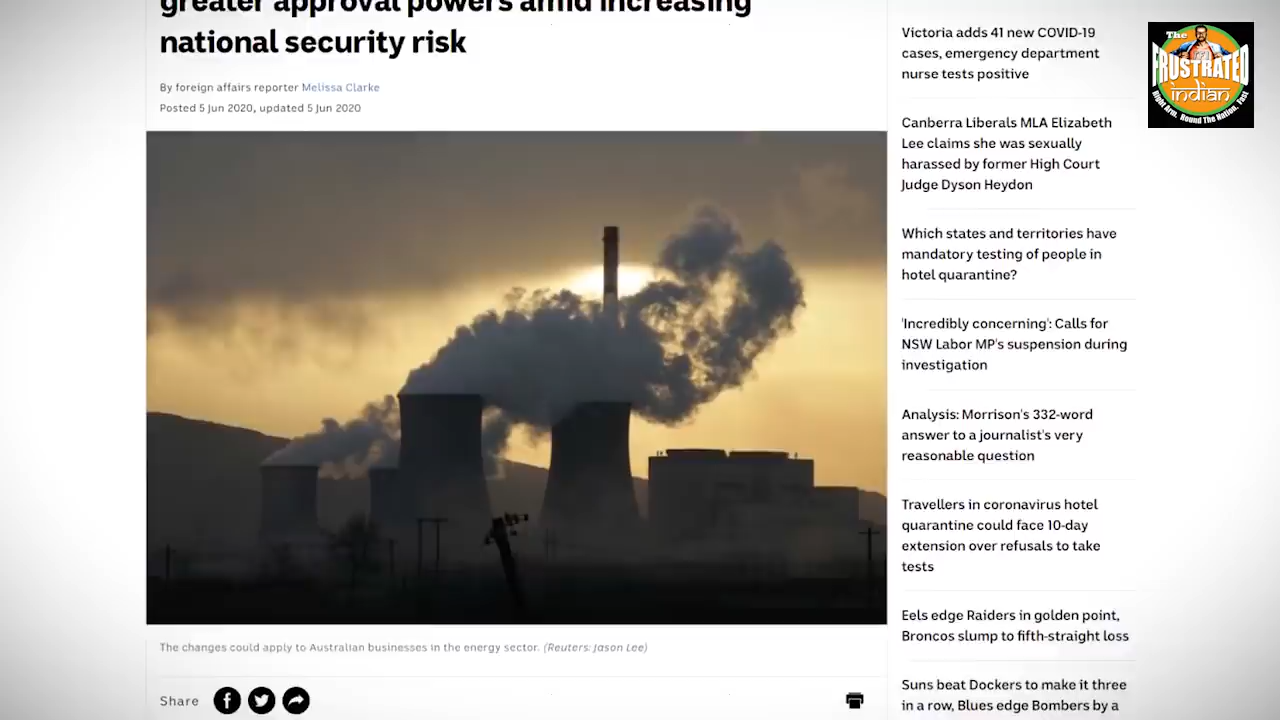 greater approval powers amid increasing
national security risk
By foreign affairs reporter Melissa Clarke
Posted 5 Jun 2020, updated 5 Jun 2020
The changes could apply to Australian businesses in the energy sector. (Reuters: Jason Lee)
Share
Victoria adds 41 new COVID-19
cases, emergency department
nurse tests positive
Canberra Liberals MLA Elizabeth
Lee claims she was sexually
harassed by former High Court
Judge Dyson Heydon
Which states and territories have
mandatory testing of people in
hotel quarantine?
'Incredibly concerning': Calls for
NSW Labor MP's suspension during
investigation
Analysis: Morrison's 332-word
answer to a journalist's very
reasonable question
Travellers in coronavirus hotel
quarantine could face 10-day
extension over refusals to take
tests
Eels edge Raiders in golden point,
Broncos slump to fifth-straight loss
Suns beat Dockers to make it three
in a row, Blues edge Bombers by a
The
FRUSTRATED
indian
Right Arm. Round The Nation. Fast